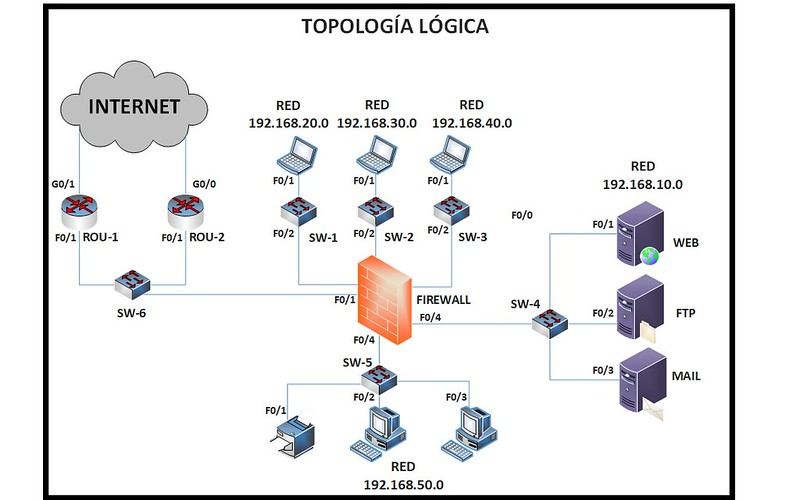 TOPOLOGÍA LÓGICA
INTERNET
RED
192.168.20.0
RED
192.168.30.0
RED
192.168.40.0
RED
192.168.10.0
G0/1
G0/0
F0/1
F0/1
F0/1
F0/1 ROU-1
F0/1 ROU-2
F0/2
SW-1
F0/2
SW-2
F0/2
SW-3
F0/0
F0/1
WEB
SW-6
F0/1
FIREWALL
F0/4
SW-4
F0/2
FTP
F0/4
SW-5
F0/3
MAIL
F0/1
F0/2
F0/3
RED
192.168.50.0